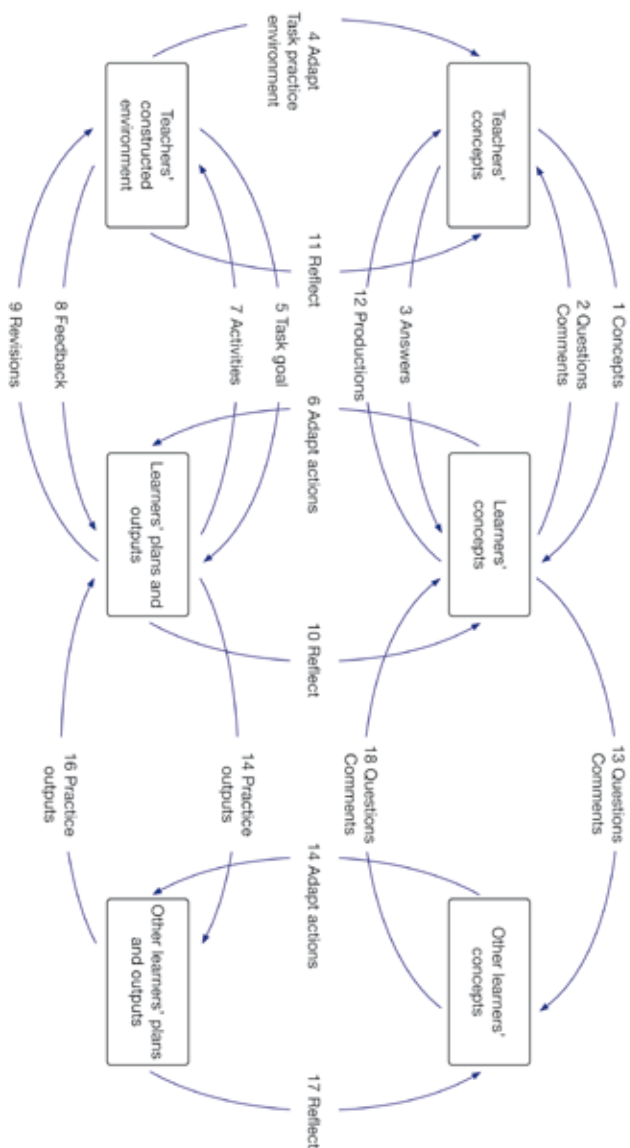 1 Concepts
2 Questions
Comments
Teachers'
concepts
Learners'
concepts
13 Questions
Comments
Other learners'
concepts
3 Answers
12 Productions
18 Questions
Comments
4 Adapt
Task practice
environment
11 Reflect
6 Adapt actions
10 Reflect
14 Adapt actions
17 Reflect
5 Task goal
7 Activities
14 Practice
outputs
Teachers'
constructed
environment
Learners' plans and
outputs
Other learners' plans
and outputs
8 Feedback
9 Revisions
16 Practice
outputs